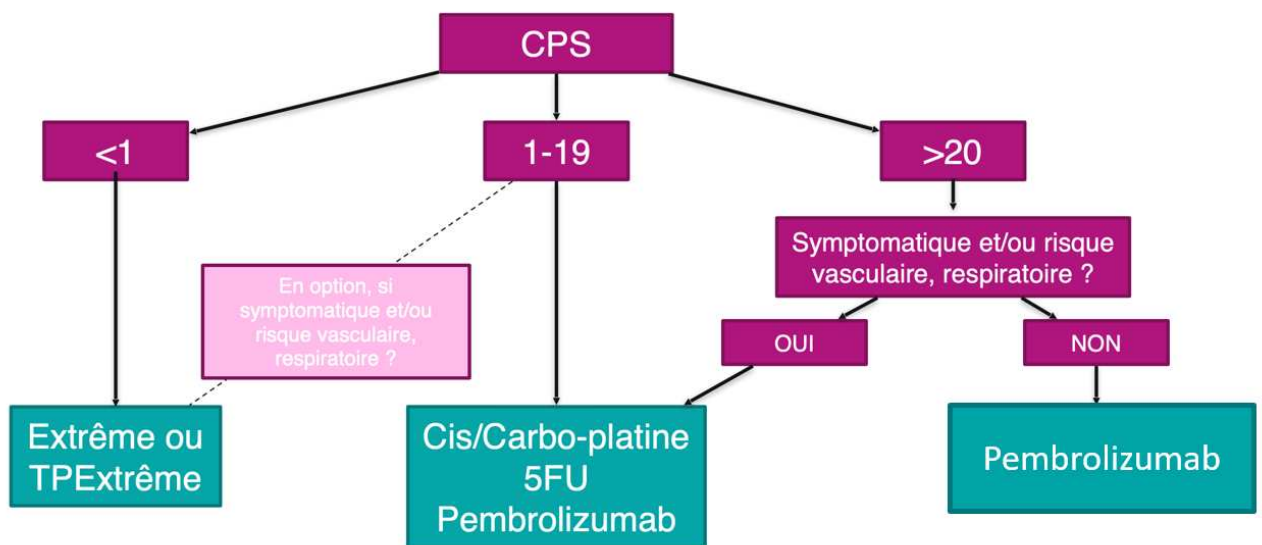 CPS
<1
1-19
>20
Symptomatique et/ou risque
vasculaire, respiratoire ?
En option, si
symptomatique et/ou
risque vasculaire,
respiratoire ?
OUI
NON
Extrême ou
TPExtrême
Cis/Carbo-platine
5FU
Pembrolizumab
Pembrolizumab